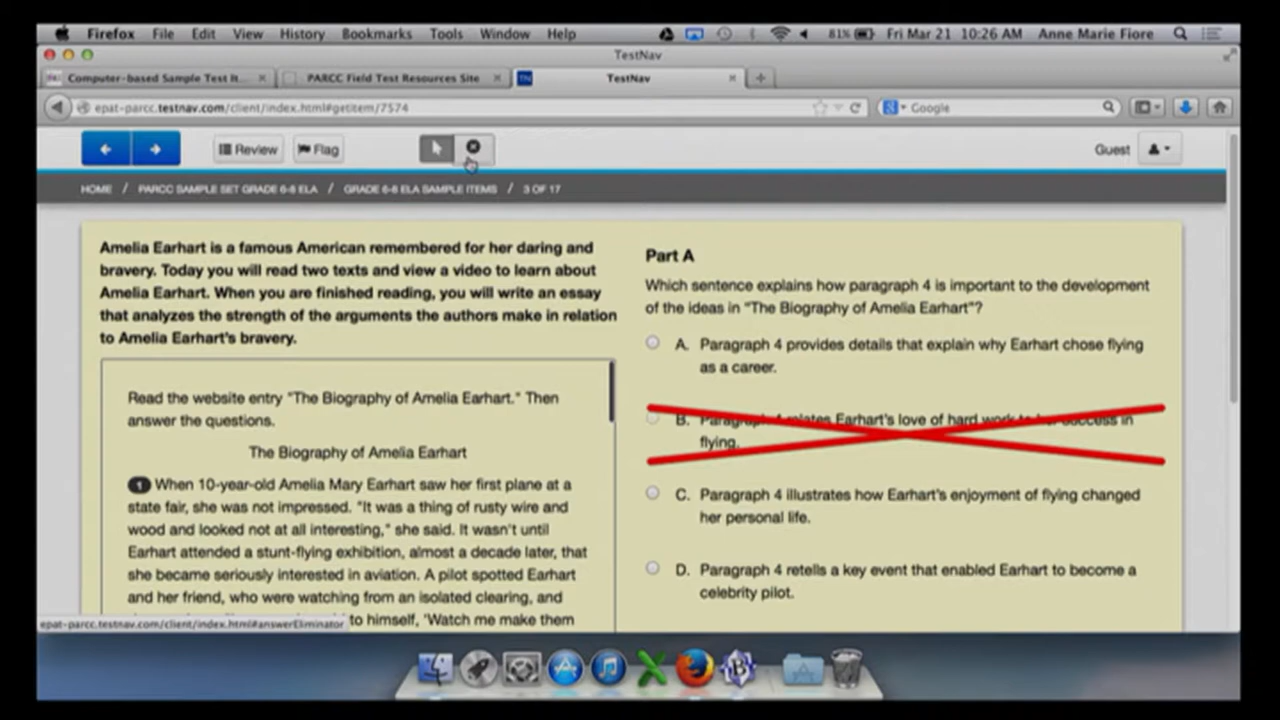 Firefox File Edit View History Bookmarks Tools Window Help 81% Fri Mar 21 10:26 AM Anne Marie Fiore
TestNav
Computer-based Sample Test It... PARCC Field Test Resources Site TN TestNav
epat-parcc.testnav.com/client/index.html#getitem/7574 Google
Review Flag Guest
HOME / PARCC SAMPLE SET GRADE 6-8 ELA / GRADE 6-8 ELA SAMPLE ITEMS / 3 OF 17
Amelia Earhart is a famous American remembered for her daring and
bravery. Today you will read two texts and view a video to learn about
Amelia Earhart. When you are finished reading, you will write an essay
that analyzes the strength of the arguments the authors make in relation
to Amelia Earhart's bravery.
Read the website entry "The Biography of Amelia Earhart." Then
answer the questions.
The Biography of Amelia Earhart
1 When 10-year-old Amelia Mary Earhart saw her first plane at a
state fair, she was not impressed. "It was a thing of rusty wire and
wood and looked not at all interesting," she said. It wasn't until
Earhart attended a stunt-flying exhibition, almost a decade later, that
she became seriously interested in aviation. A pilot spotted Earhart
and her friend, who were watching from an isolated clearing, and
to himself, 'Watch me make them
epat-parcc.testnav.com/client/index.html#answerEliminator
Part A
Which sentence explains how paragraph 4 is important to the development
of the ideas in "The Biography of Amelia Earhart"?
A. Paragraph 4 provides details that explain why Earhart chose flying
as a career.
B. Paragraph 4 relates Earhart's love of hard work to her success in
flying.
C. Paragraph 4 illustrates how Earhart's enjoyment of flying changed
her personal life.
D. Paragraph 4 retells a key event that enabled Earhart to become a
celebrity pilot.